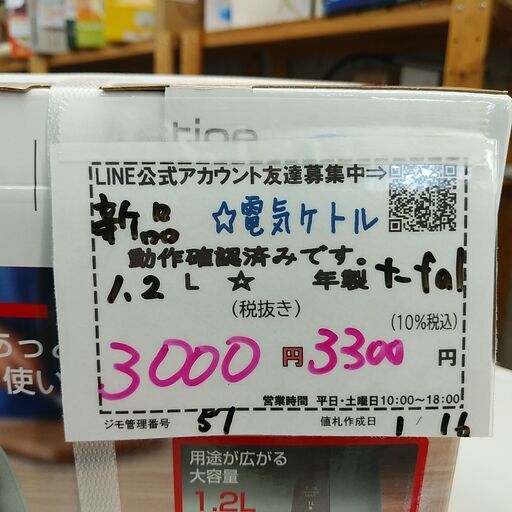 LINE公式アカウント友達募集中⇒
新品 ☆電気ケトル
動作確認済みです。
1.2 L ☆ 年製 t-fal
(税抜き) (10%税込)
3000 円 3300 円
営業時間 平日・土曜日10:00〜18:00
ジモ管理番号 57 値札作成日 1 / 16
使い
用途が広がる
大容量
1.2L